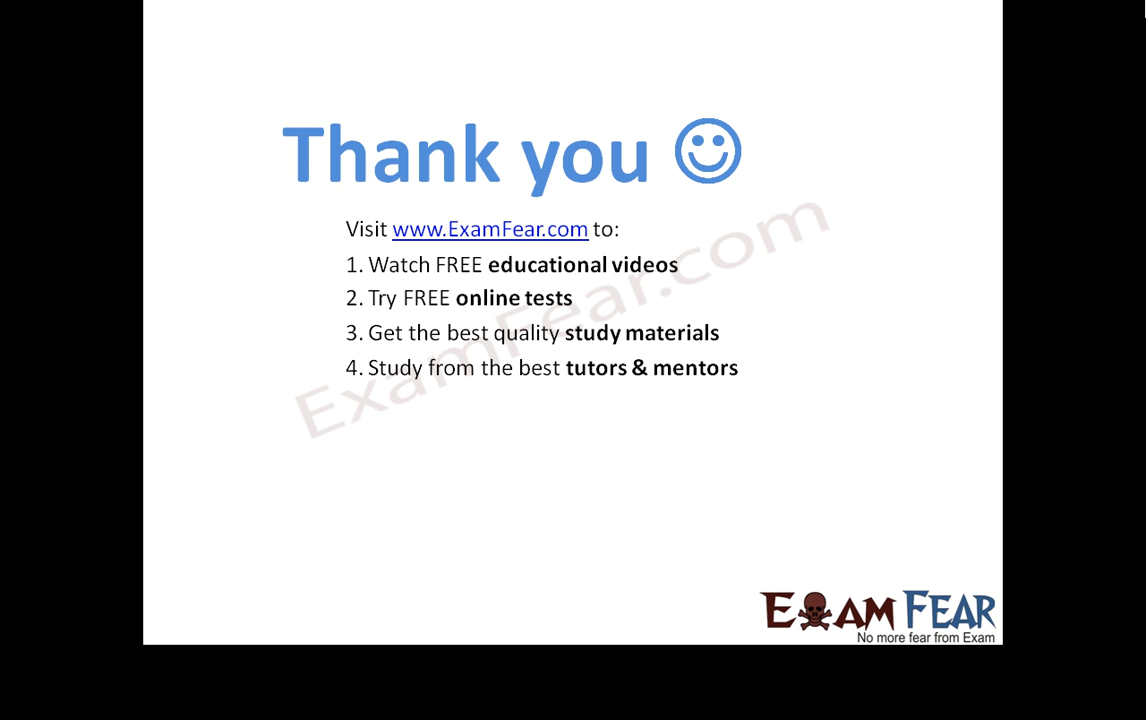 Thank you
Visit www.ExamFear.com to:
1. Watch FREE educational videos
2. Try FREE online tests
3. Get the best quality study materials
4. Study from the best tutors & mentors
ExamFear.com
EXAM FEAR
No more fear from Exam